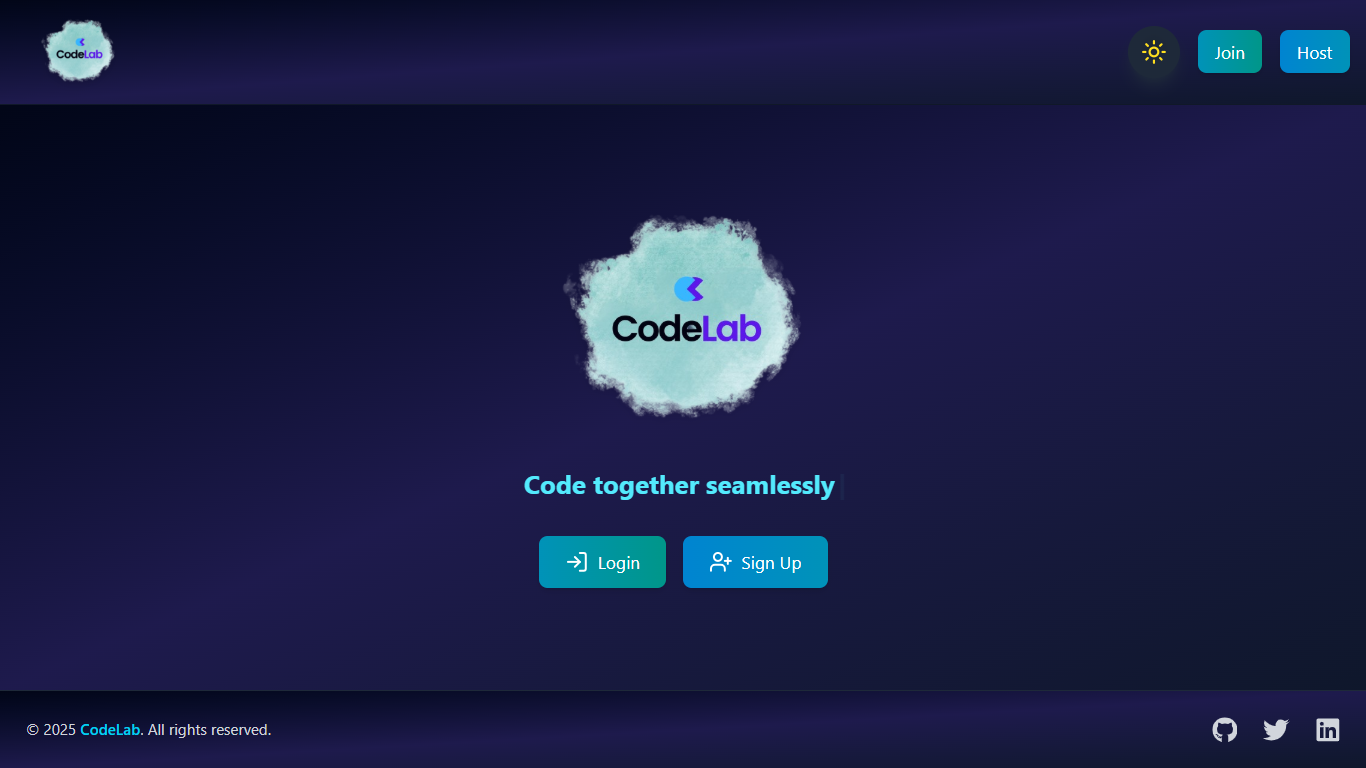 CodeLab
Join
Host
CodeLab
Code together seamlessly
Login
Sign Up
© 2025 CodeLab. All rights reserved.